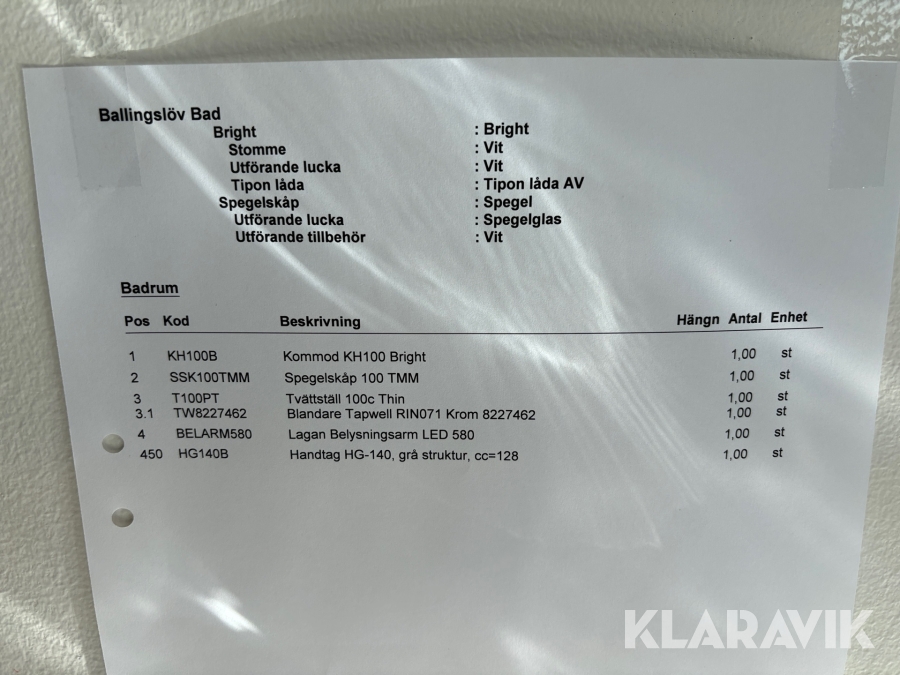 Ballingslöv Bad
Bright : Bright
Stomme : Vit
Utförande lucka : Vit
Tipon låda : Tipon låda AV
Spegelskåp : Spegel
Utförande lucka : Spegelglas
Utförande tillbehör : Vit
Badrum
Pos Kod Beskrivning Hängn Antal Enhet
1 KH100B Kommod KH100 Bright 1,00 st
2 SSK100TMM Spegelskåp 100 TMM 1,00 st
3 T100PT Tvättställ 100c Thin 1,00 st
3.1 TW8227462 Blandare Tapwell RIN071 Krom 8227462 1,00 st
4 BELARM580 Lagan Belysningsarm LED 580 1,00 st
450 HG140B Handtag HG-140, grå struktur, cc=128 1,00 st
KLARAVIK